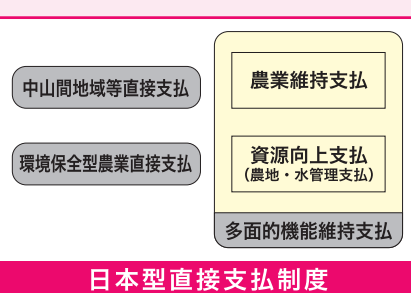 中山間地域等直接支払
環境保全型農業直接支払
農業維持支払
資源向上支払
（農地・水管理支払）
多面的機能維持支払
日本型直接支払制度